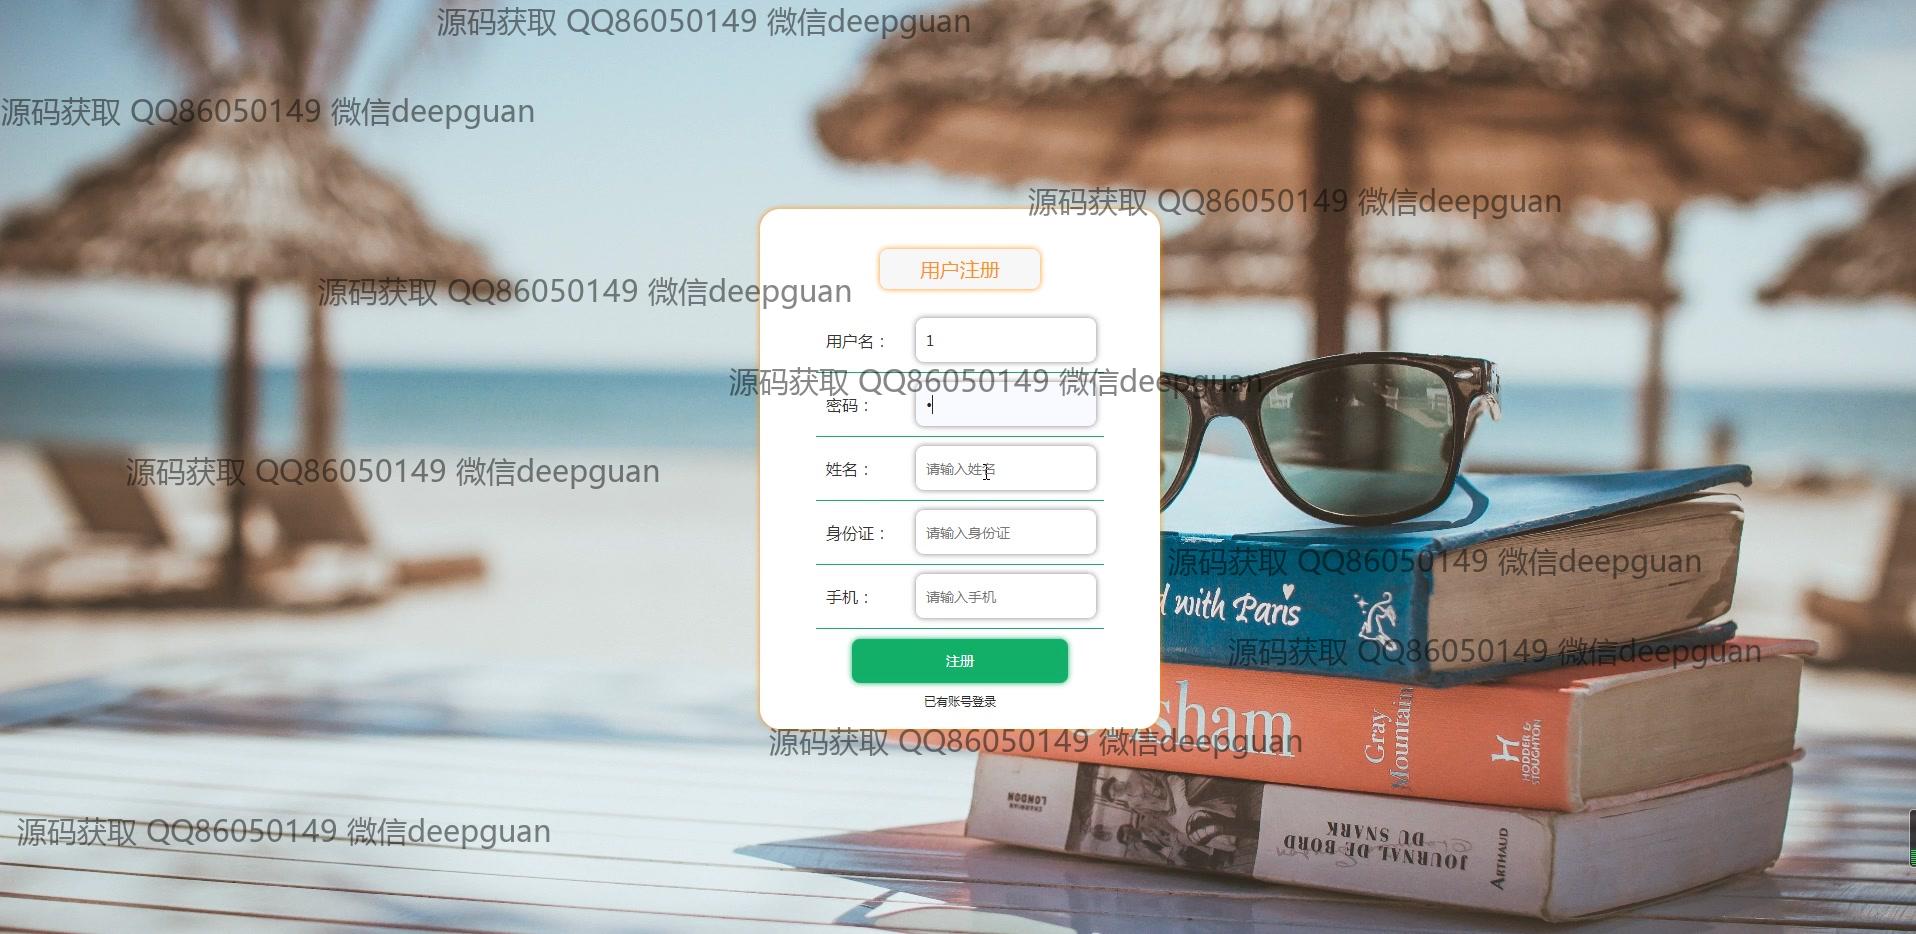 源码获取 QQ86050149 微信deepguan
源码获取 QQ86050149 微信deepguan
源码获取 QQ86050149 微信deepguan
用户注册
源码获取 QQ86050149 微信deepguan
用户名： 1
源码获取 QQ86050149 微信deepguan
密码： •
姓名： 请输入姓名
源码获取 QQ86050149 微信deepguan
身份证： 请输入身份证
源码获取 QQ86050149 微信deepguan
手机： 请输入手机
d with Paris
源码获取 QQ86050149 微信deepguan
注册
已有账号登录
sham
Gray
Mountain
HODDER &
STOUGHTON
源码获取 QQ86050149 微信deepguan
LONDON
JOURNAL DE BORD
DU SNARK
ARTHAUD
源码获取 QQ86050149 微信deepguan